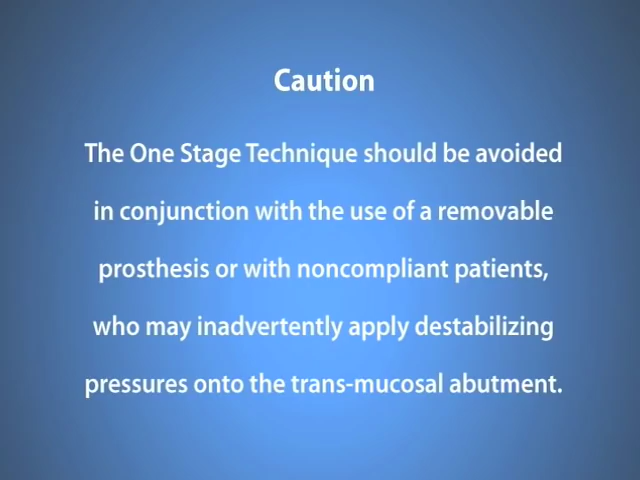 Caution
The One Stage Technique should be avoided
in conjunction with the use of a removable
prosthesis or with noncompliant patients,
who may inadvertently apply destabilizing
pressures onto the trans-mucosal abutment.